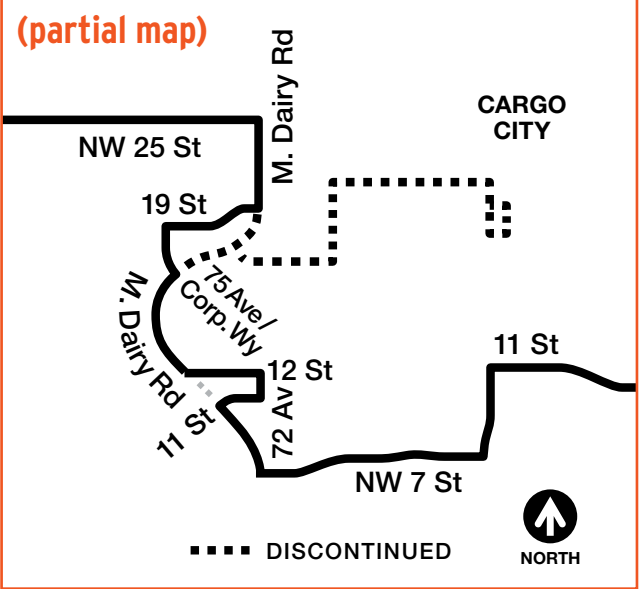 (partial map)
M. Dairy Rd
CARGO
CITY
NW 25 St
19 St
75 Ave /
Corp. Wy
M. Dairy Rd
11 St
12 St
11 St
72 Av
NW 7 St
DISCONTINUED
NORTH